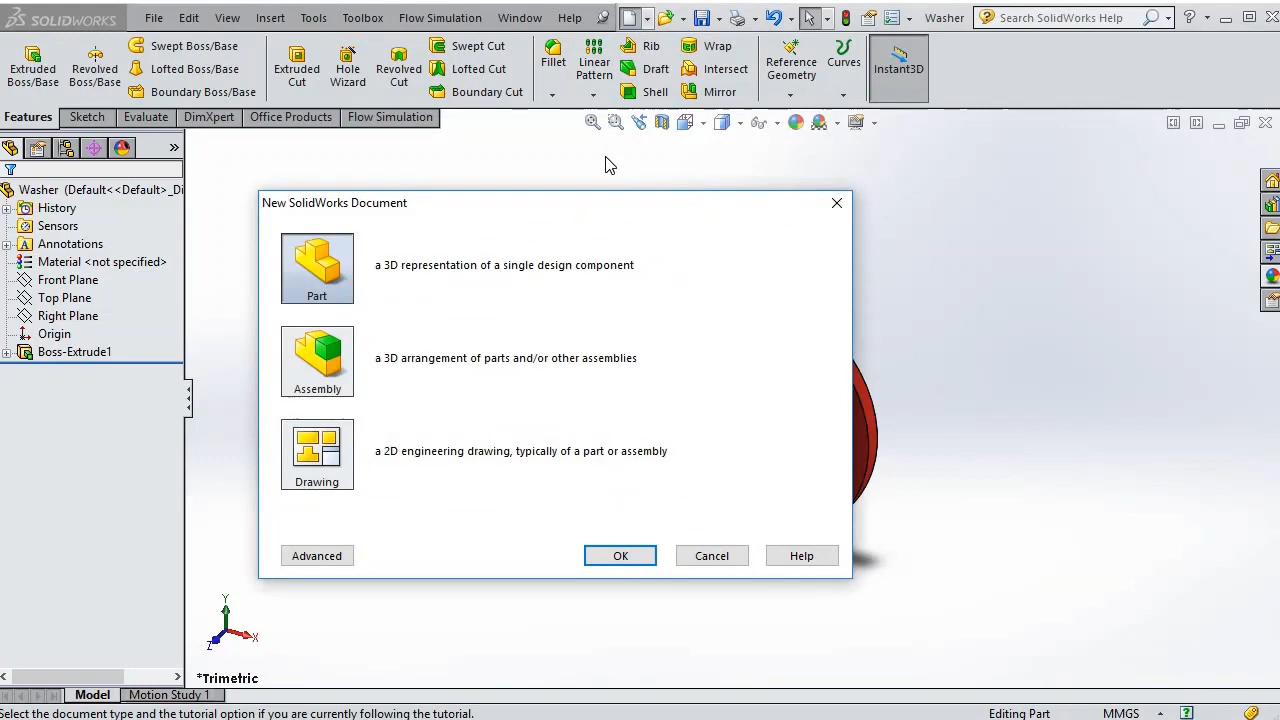 SOLIDWORKS File Edit View Insert Tools Toolbox Flow Simulation Window Help Washer Search SolidWorks Help
Extruded Boss/Base
Revolved Boss/Base
Swept Boss/Base
Lofted Boss/Base
Boundary Boss/Base
Extruded Cut
Hole Wizard
Revolved Cut
Swept Cut
Lofted Cut
Boundary Cut
Fillet
Linear Pattern
Rib
Draft
Shell
Wrap
Intersect
Mirror
Reference Geometry
Curves
Instant3D
Features Sketch Evaluate DimXpert Office Products Flow Simulation
Washer (Default<<Default>_Di
History
Sensors
Annotations
Material <not specified>
Front Plane
Top Plane
Right Plane
Origin
Boss-Extrude1
New SolidWorks Document
Part
a 3D representation of a single design component
Assembly
a 3D arrangement of parts and/or other assemblies
Drawing
a 2D engineering drawing, typically of a part or assembly
Advanced OK Cancel Help
Y
X
Z
*Trimetric
Model Motion Study 1
Select the document type and the tutorial option if you are currently following the tutorial. Editing Part MMGS